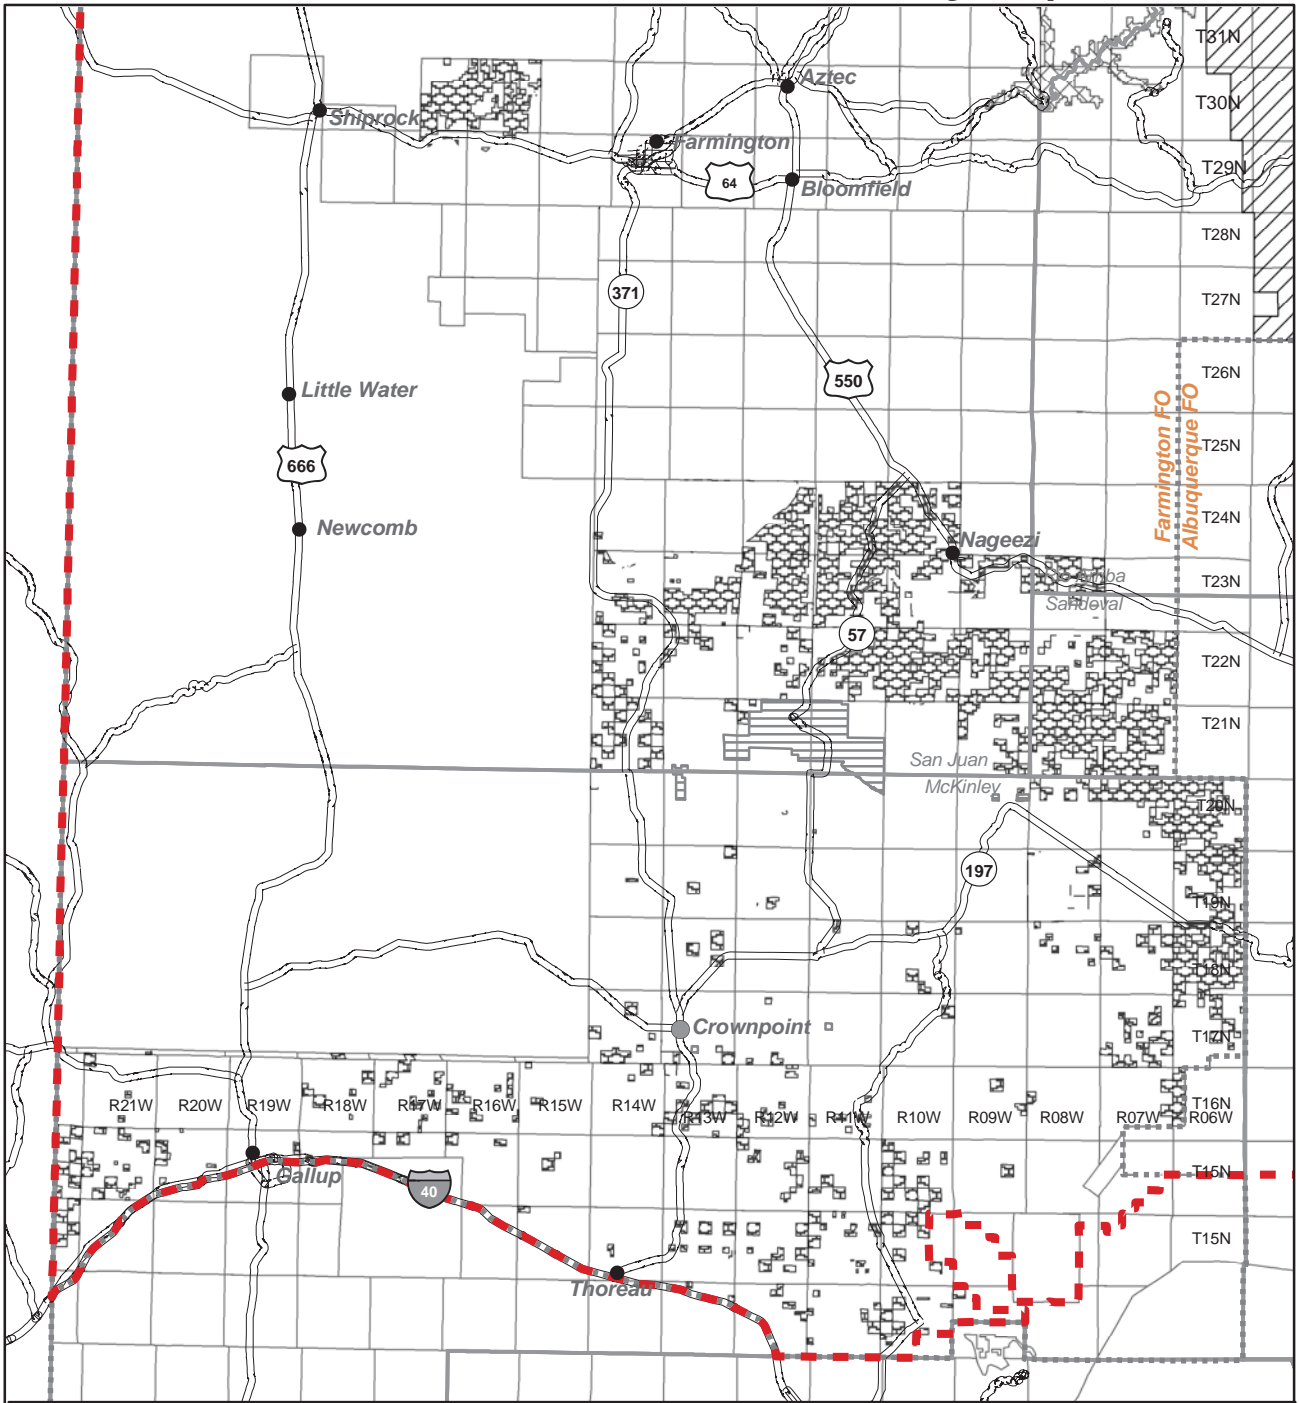 T31N
Aztec
T30N
Shiprock
Farmington
T29N
64
Bloomfield
T28N
371
T27N
550
T26N
Little Water
Farmington FO
Albuquerque FO
T25N
666
T24N
Newcomb
Nageezi
T23N
Sandoval
57
T22N
T21N
San Juan
McKinley
T20N
197
T19N
T18N
Crownpoint
T17N
R21W R20W R19W R18W R17W R16W R15W R14W R13W R12W R11W R10W R09W R08W R07W R06W
T16N
T15N
Gallup
40
T15N
Thoreau